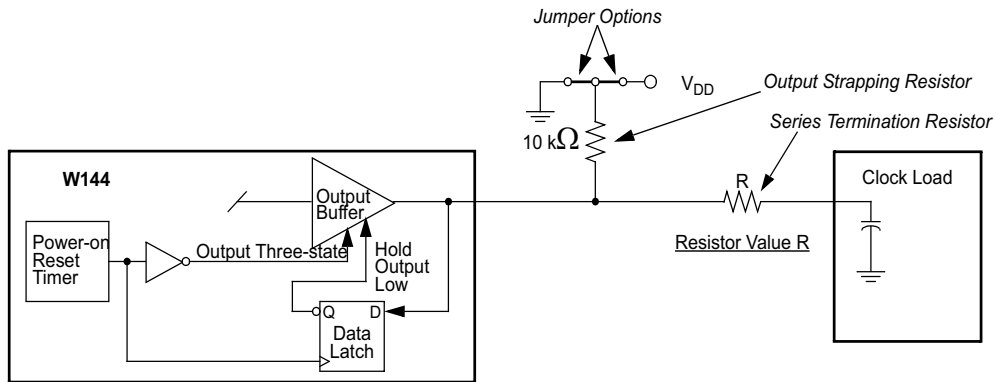 Jumper Options
V_DD
Output Strapping Resistor
Series Termination Resistor
10 kΩ
W144
Output
Buffer
R
Clock Load
Power-on
Reset
Timer
Output Three-state
Hold
Output
Low
Resistor Value R
Q
D
Data
Latch